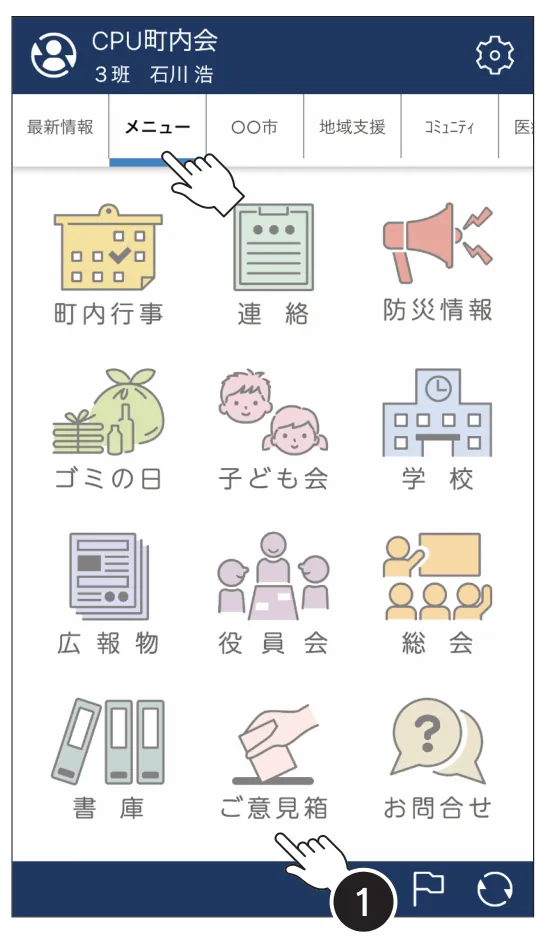 CPU町内会
3班 石川 浩
最新情報 メニュー 〇〇市 地域支援 ｺﾐｭﾆﾃｨ 医
町内行事 連絡 防災情報
ゴミの日 子ども会 学校
広報物 役員会 総会
?
書庫 ご意見箱 お問合せ
1